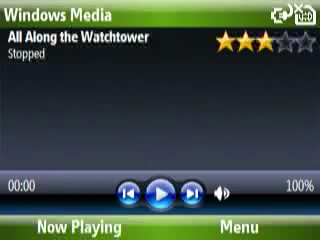 Windows Media
All Along the Watchtower
Stopped
00:00
100%
Now Playing
Menu